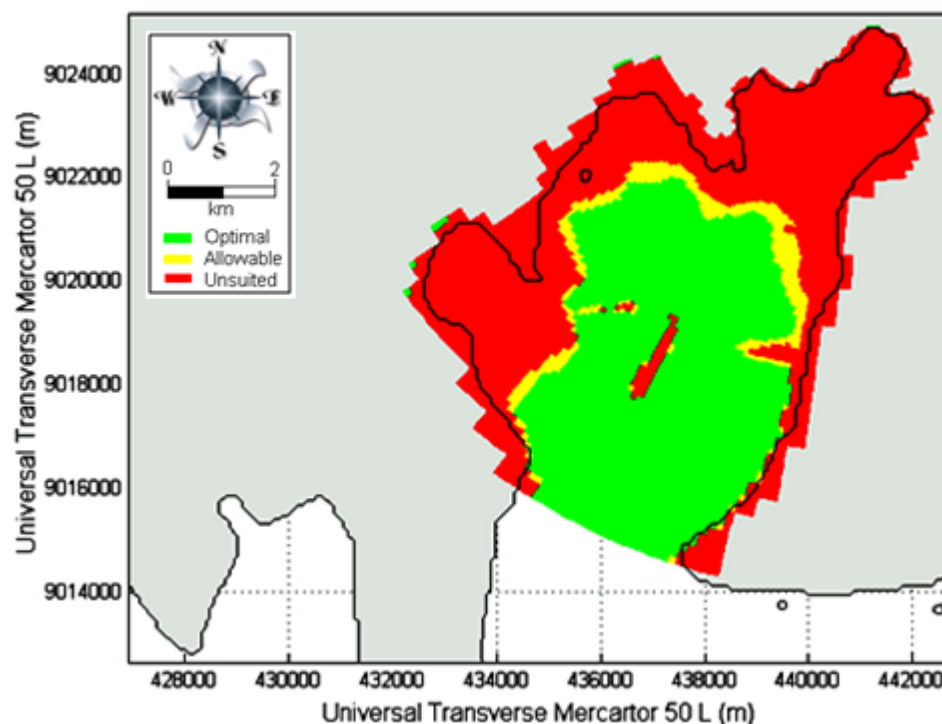 Universal Transverse Mercartor 50 L (m)
9024000
9022000
9020000
9018000
9016000
9014000
N
W E
S
0 2
km
Optimal
Allowable
Unsuited
428000 430000 432000 434000 436000 438000 440000 442000
Universal Transverse Mercartor 50 L (m)